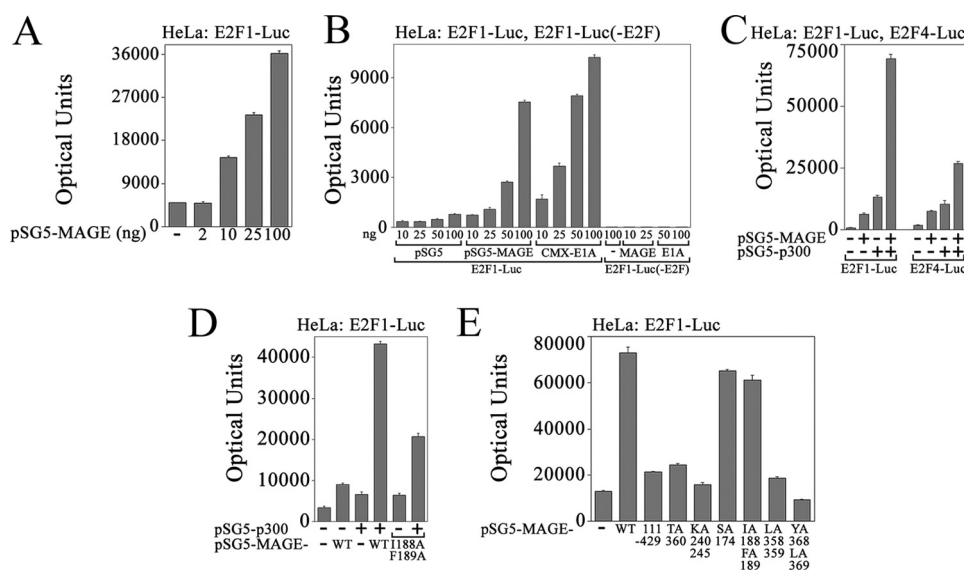 A
HeLa: E2F1-Luc
Optical Units
36000
27000
18000
9000
0
pSG5-MAGE (ng) - 2 10 25 100
B
HeLa: E2F1-Luc, E2F1-Luc(-E2F)
Optical Units
9000
6000
3000
0
ng 10 25 50 100 10 25 50 100 10 25 50 100 100 10 25 50 100
pSG5 pSG5-MAGE CMX-E1A - MAGE E1A
E2F1-Luc E2F1-Luc(-E2F)
C
HeLa: E2F1-Luc, E2F4-Luc
Optical Units
75000
50000
25000
0
pSG5-MAGE - + - + - + - +
pSG5-p300 - - + + - - + +
E2F1-Luc E2F4-Luc
D
HeLa: E2F1-Luc
Optical Units
40000
30000
20000
10000
0
pSG5-p300 - - + + - +
pSG5-MAGE- - WT - WT I188A
F189A
E
HeLa: E2F1-Luc
Optical Units
80000
60000
40000
20000
0
pSG5-MAGE- - WT 111 TA KA SA IA LA YA
-429 360 240 174 188 358 368
245 FA 359 LA
189 369